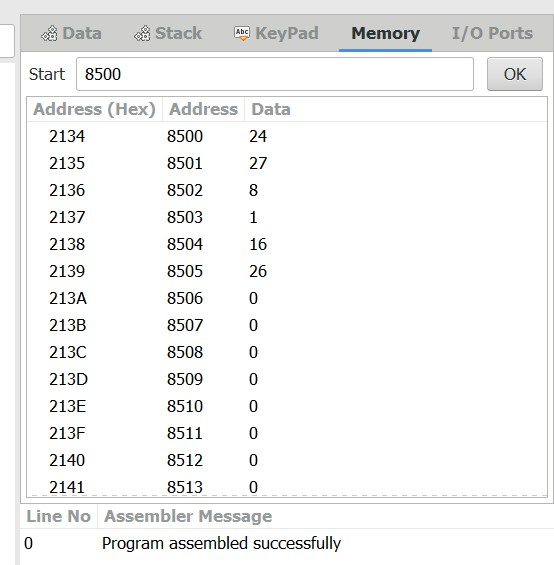 Data Stack Abc KeyPad Memory I/O Ports
Start 8500 OK
Address (Hex) Address Data
2134 8500 24
2135 8501 27
2136 8502 8
2137 8503 1
2138 8504 16
2139 8505 26
213A 8506 0
213B 8507 0
213C 8508 0
213D 8509 0
213E 8510 0
213F 8511 0
2140 8512 0
2141 8513 0
Line No Assembler Message
0 Program assembled successfully